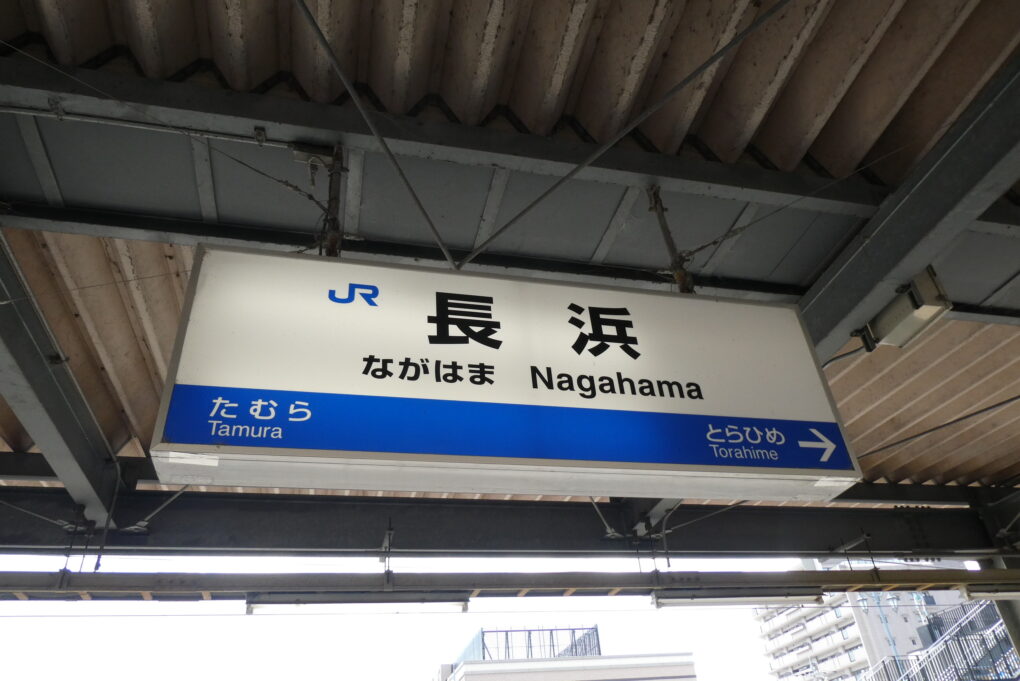 JR 長浜
ながはま Nagahama
たむら
Tamura
とらひめ →
Torahime